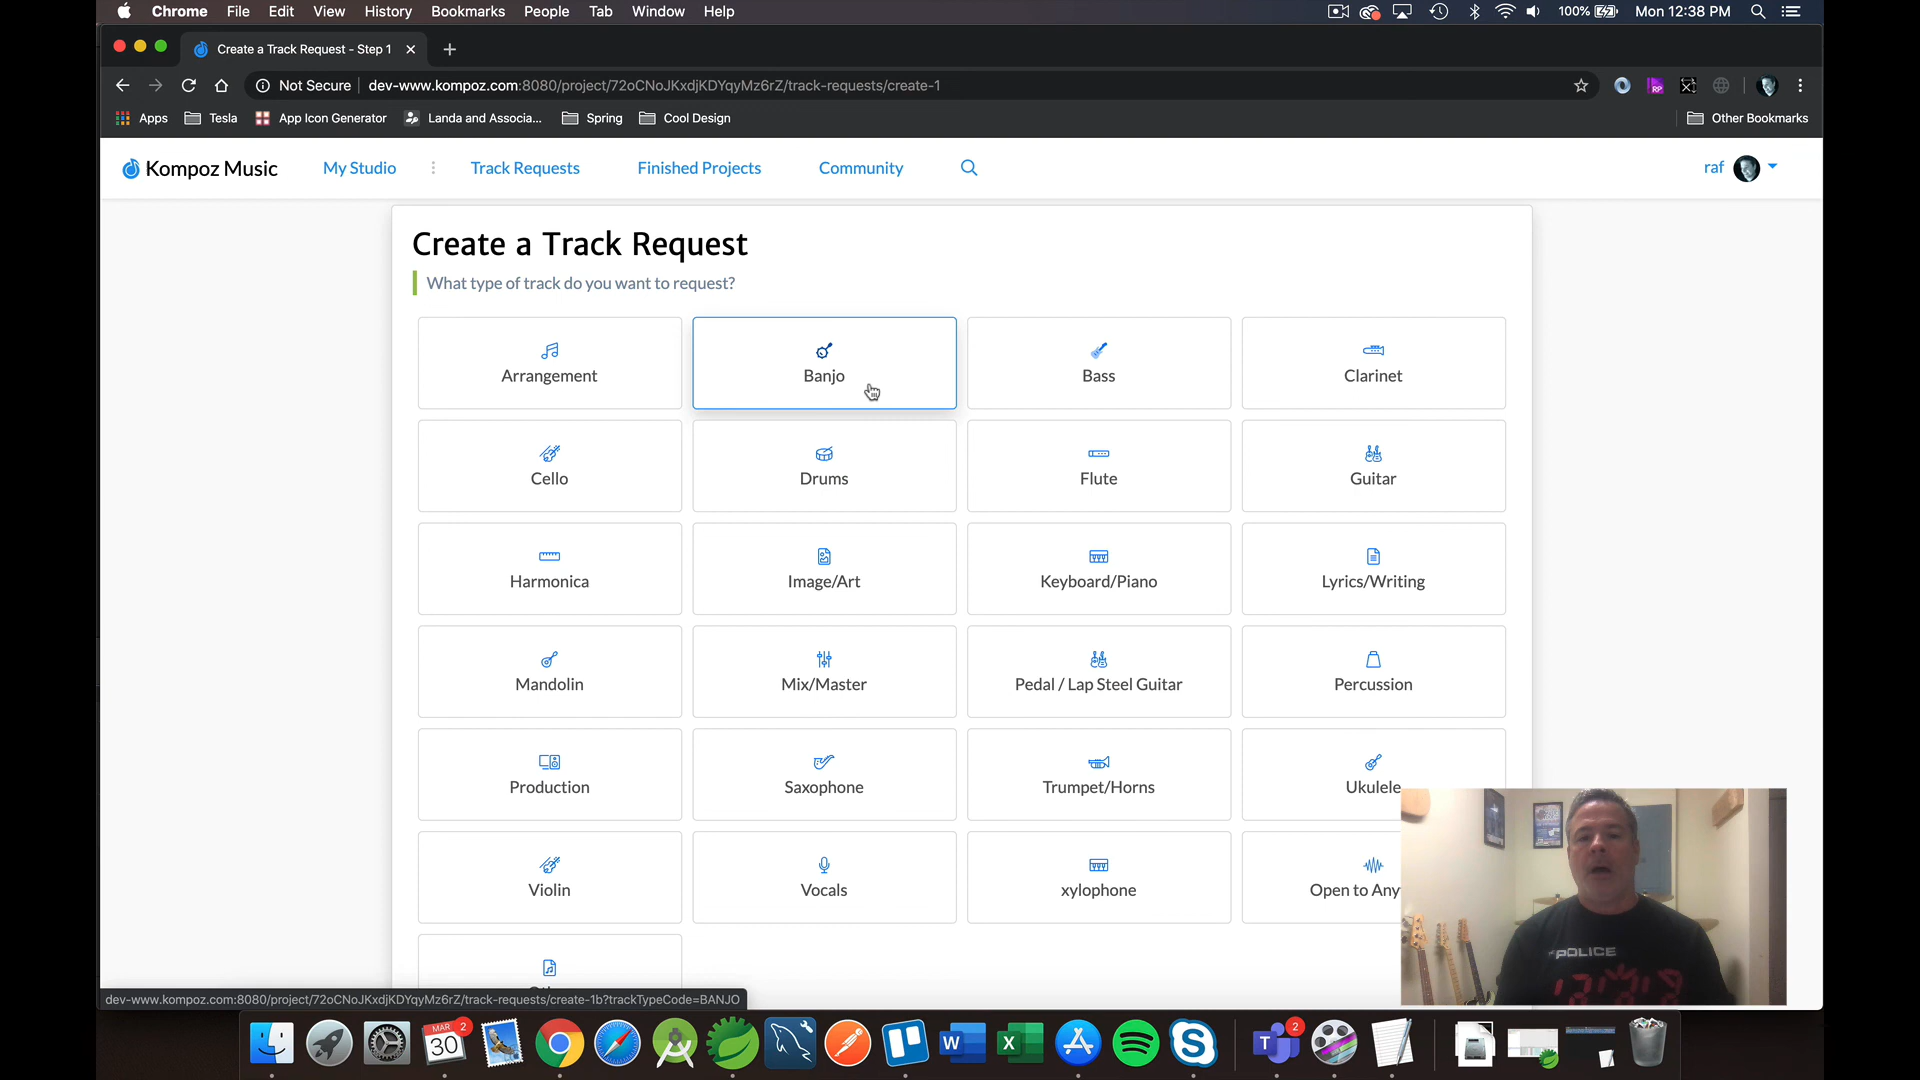 Chrome File Edit View History Bookmarks People Tab Window Help 100% Mon 12:38 PM
Create a Track Request - Step 1
Not Secure dev-www.kompoz.com:8080/project/72oCNoJKxdjKDYqyMz6rZ/track-requests/create-1
RP
Apps Tesla App Icon Generator Landa and Associa... Spring Cool Design Other Bookmarks
Kompoz Music My Studio Track Requests Finished Projects Community raf
Create a Track Request
What type of track do you want to request?
Arrangement Banjo Bass Clarinet
Cello Drums Flute Guitar
Harmonica Image/Art Keyboard/Piano Lyrics/Writing
Mandolin Mix/Master Pedal / Lap Steel Guitar Percussion
Production Saxophone Trumpet/Horns Ukulele
Violin Vocals xylophone Open to Any
POLICE
dev-www.kompoz.com:8080/project/72oCNoJKxdjKDYqyMz6rZ/track-requests/create-1b?trackTypeCode=BANJO
MAR 2
30
W
X
S
T 2